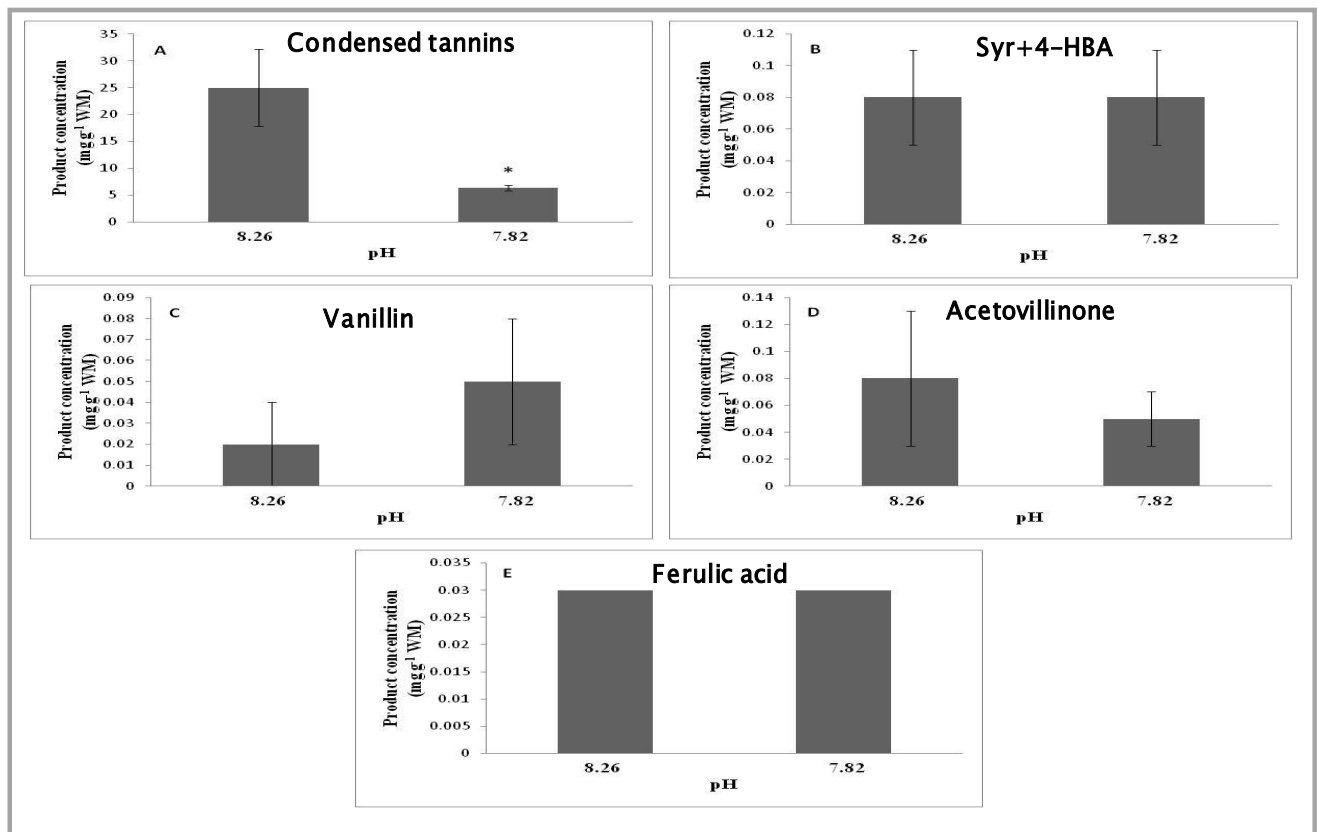 A
Condensed tannins
Product concentration
(mgg-1 WM)
35
30
25
20
15
10
5
0
*
8.26
7.82
pH
B
Syr+4-HBA
Product concentration
(mgg-1 WM)
0.12
0.1
0.08
0.06
0.04
0.02
0
8.26
7.82
pH
C
Vanillin
Product concentration
(mgg-1 WM)
0.09
0.08
0.07
0.06
0.05
0.04
0.03
0.02
0.01
0
8.26
7.82
pH
D
Acetovillinone
Product concentration
(mgg-1 WM)
0.14
0.12
0.1
0.08
0.06
0.04
0.02
0
8.26
7.82
pH
E
Ferulic acid
Product concentration
(mgg-1 WM)
0.035
0.03
0.025
0.02
0.015
0.01
0.005
0
8.26
7.82
pH